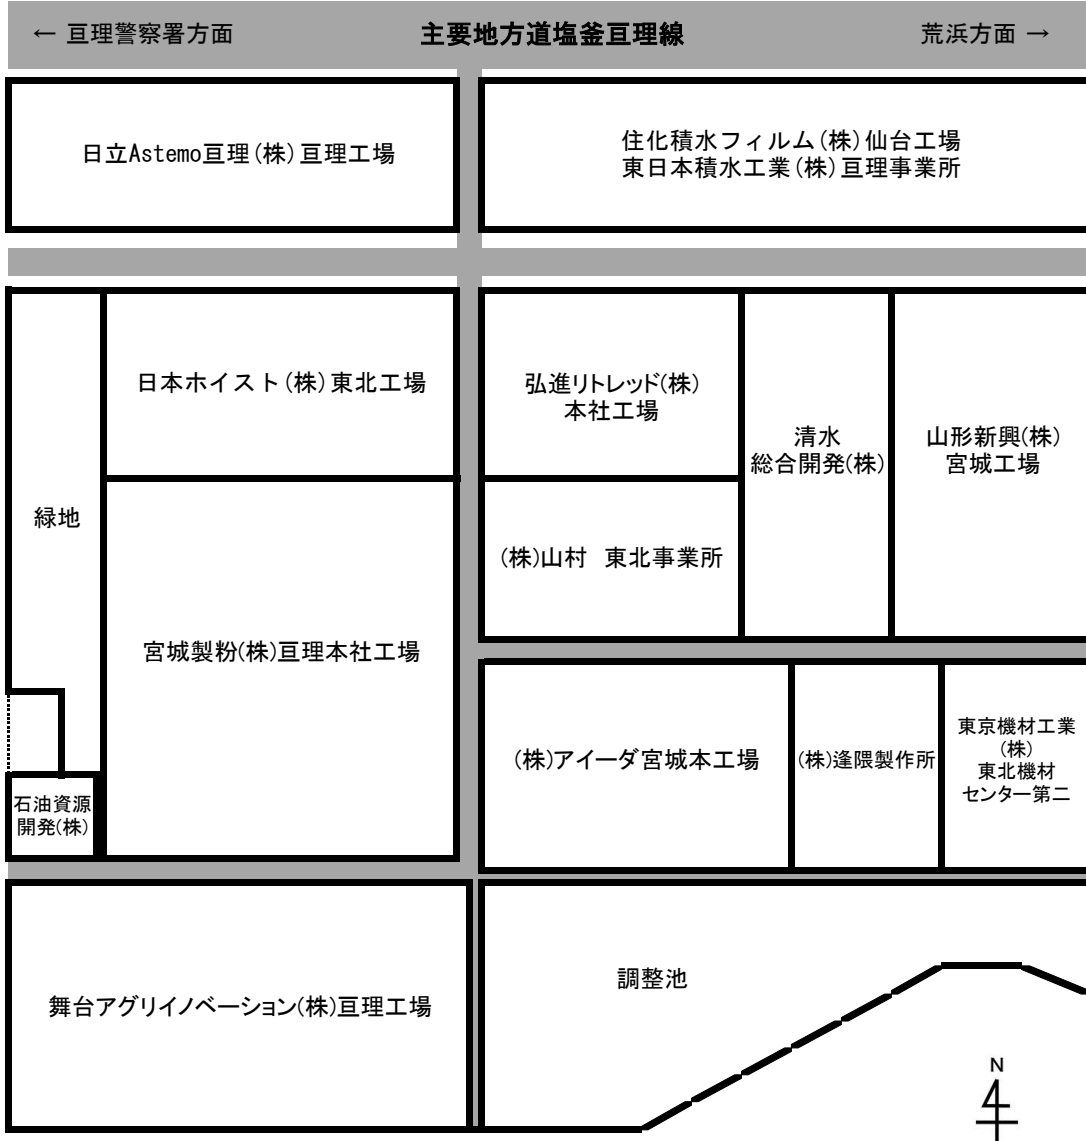 ← 亘理警察署方面 主要地方道塩釜亘理線 荒浜方面 →
日立Astemo亘理(株)亘理工場
住化積水フィルム(株)仙台工場
東日本積水工業(株)亘理事業所
日本ホイスト(株)東北工場
弘進リトレッド(株)
本社工場
清水
総合開発(株)
山形新興(株)
宮城工場
緑地
(株)山村　東北事業所
宮城製粉(株)亘理本社工場
(株)アイーダ宮城本工場
(株)逢隈製作所
東京機材工業
(株)
東北機材
センター第二
石油資源
開発(株)
舞台アグリイノベーション(株)亘理工場
調整池
N